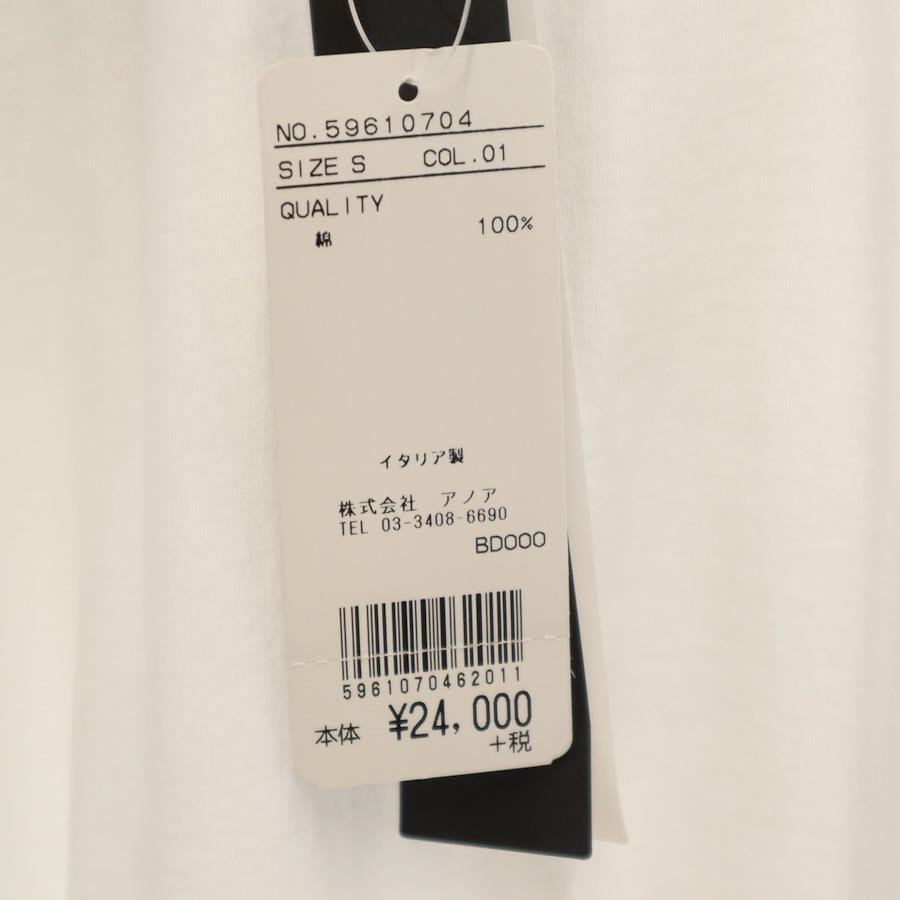 NO.59610704
SIZE S COL.01
QUALITY
綿 100%
イタリア製
株式会社 アノア
TEL 03-3408-6690
BD000
5961070462011
本体 ¥24,000
+税